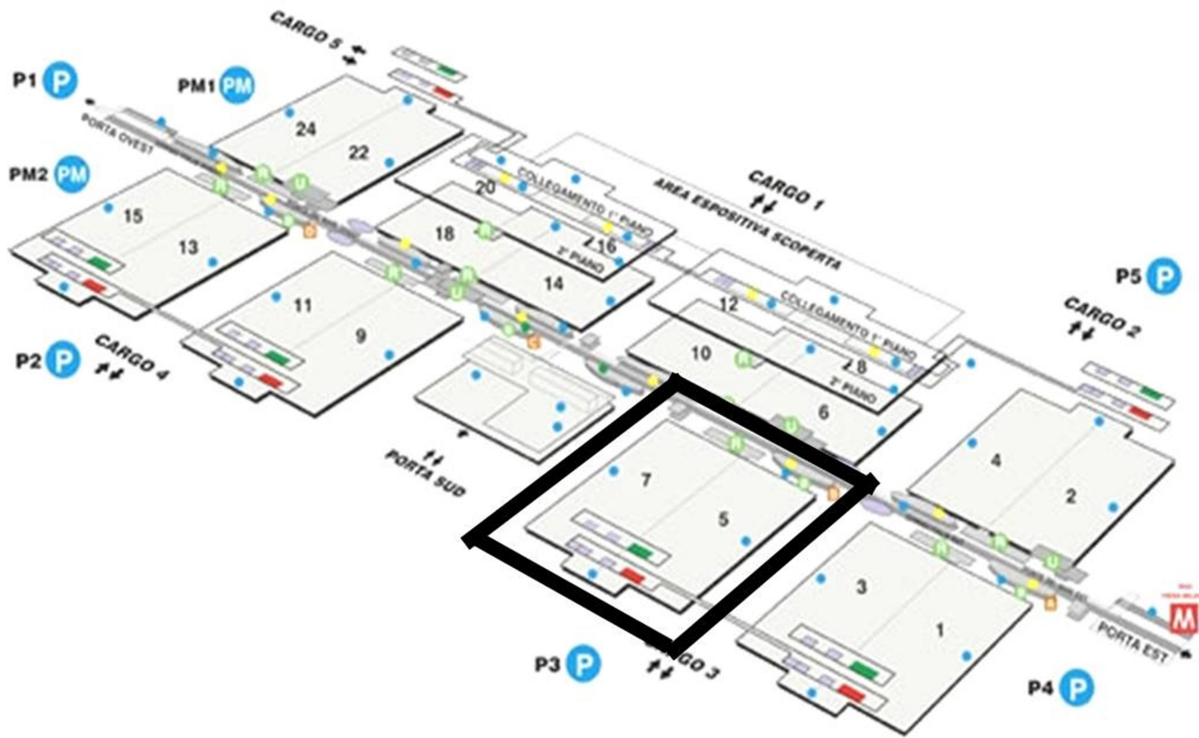 CARGO 5
P1 P
PM1 PM
PORTA OVEST
24
22
PM2 PM
15
13
20
COLLEGAMENTO 1° PIANO
AREA ESPOSITIVA SCOPERTA
CARGO 1
18
16
2° PIANO
14
P5 P
CARGO 2
11
9
12
COLLEGAMENTO 1° PIANO
P2 P
CARGO 4
10
8
2° PIANO
6
4
2
PORTA SUD
7
5
3
1
M
PORTA EST
P3 P
CARGO 3
P4 P
R
U
R
R
R
U
R
R
U
R
R
R
U